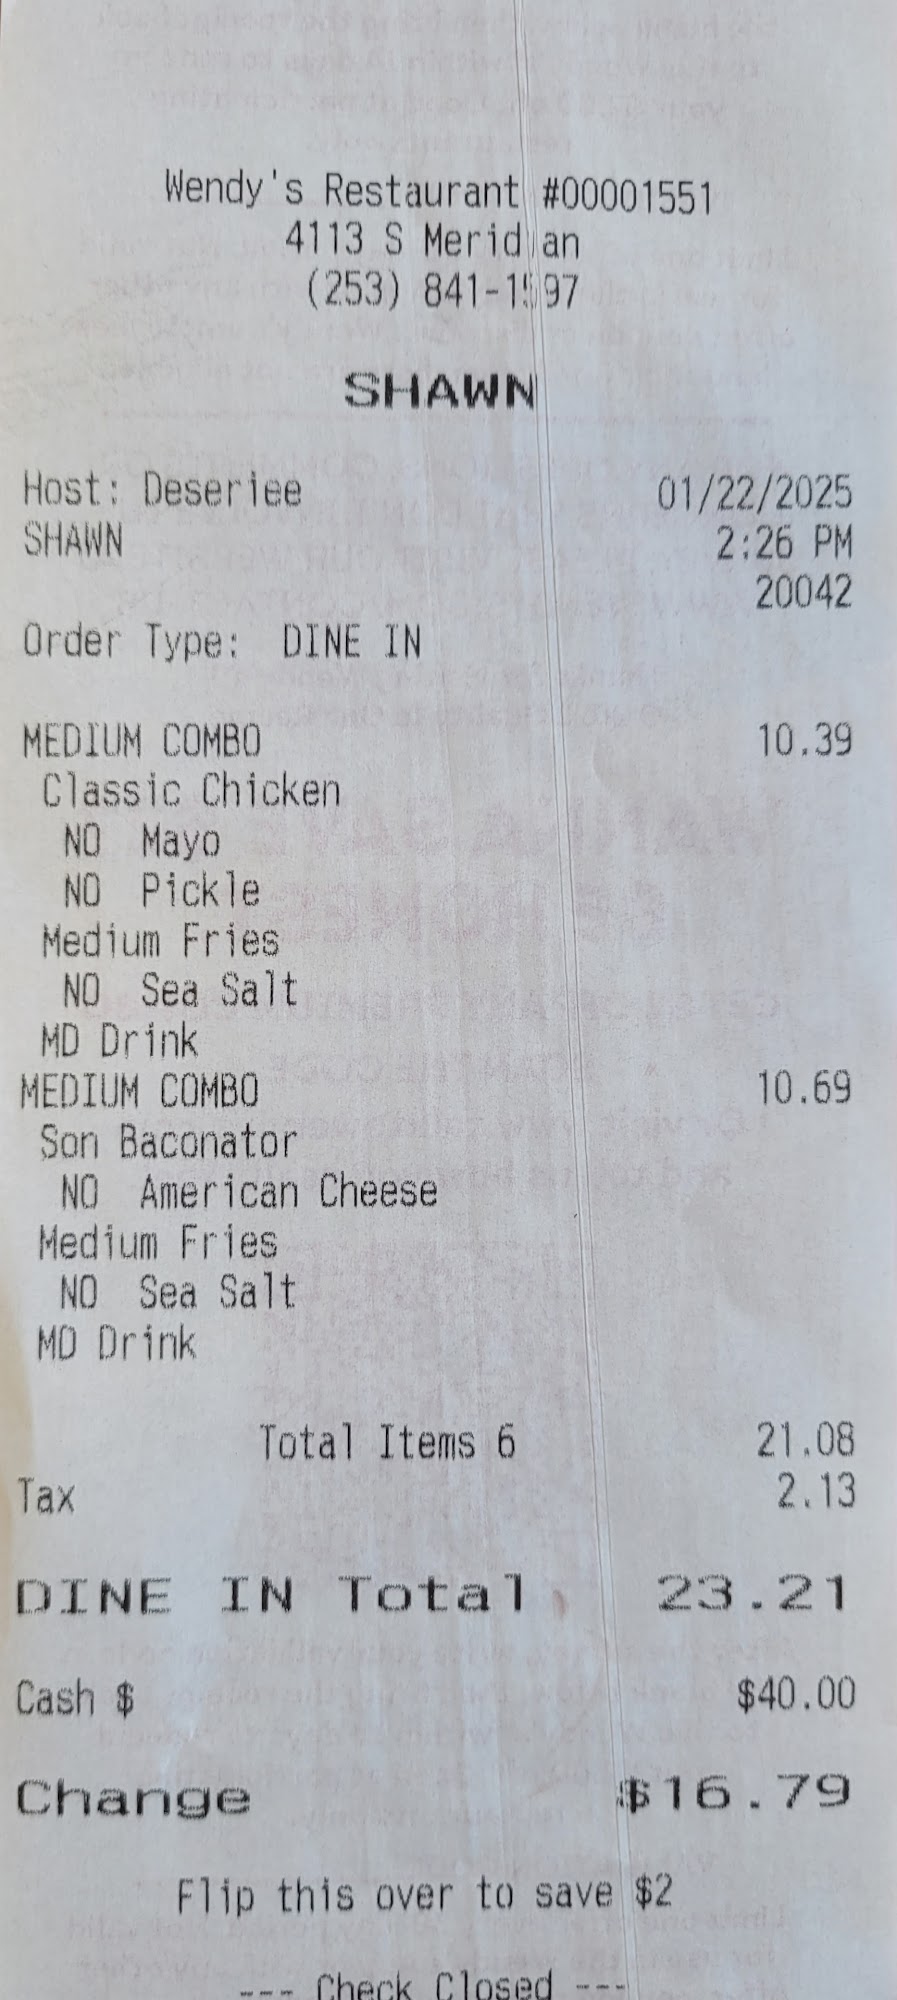 Wendy's Restaurant #00001551
4113 S Meridian
(253) 841-1597
SHAWN
Host: Deseriee 01/22/2025
SHAWN 2:26 PM
20042
Order Type: DINE IN
MEDIUM COMBO 10.39
Classic Chicken
NO Mayo
NO Pickle
Medium Fries
NO Sea Salt
MD Drink
MEDIUM COMBO 10.69
Son Baconator
NO American Cheese
Medium Fries
NO Sea Salt
MD Drink
Total Items 6 21.08
Tax 2.13
DINE IN Total 23.21
Cash $ $40.00
Change $16.79
Flip this over to save $2
--- Check Closed ---